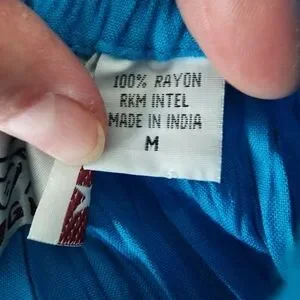 100% RAYON
RKM INTEL
MADE IN INDIA
M